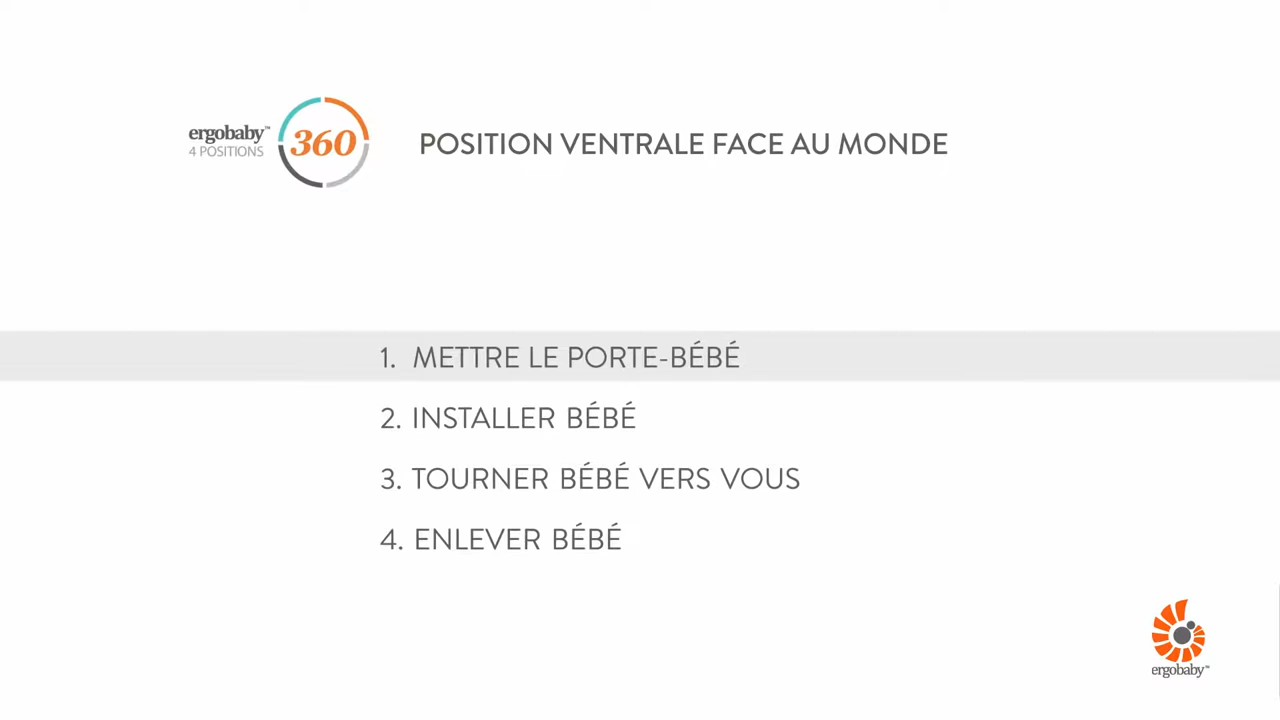 ergobaby™
4 POSITIONS
360
POSITION VENTRALE FACE AU MONDE
1. METTRE LE PORTE-BÉBÉ
2. INSTALLER BÉBÉ
3. TOURNER BÉBÉ VERS VOUS
4. ENLEVER BÉBÉ
ergobaby™